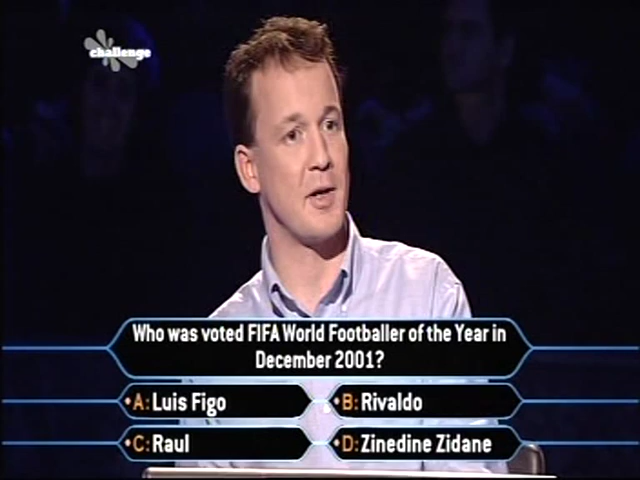 challenge
Who was voted FIFA World Footballer of the Year in
December 2001?
A: Luis Figo
B: Rivaldo
C: Raul
D: Zinedine Zidane